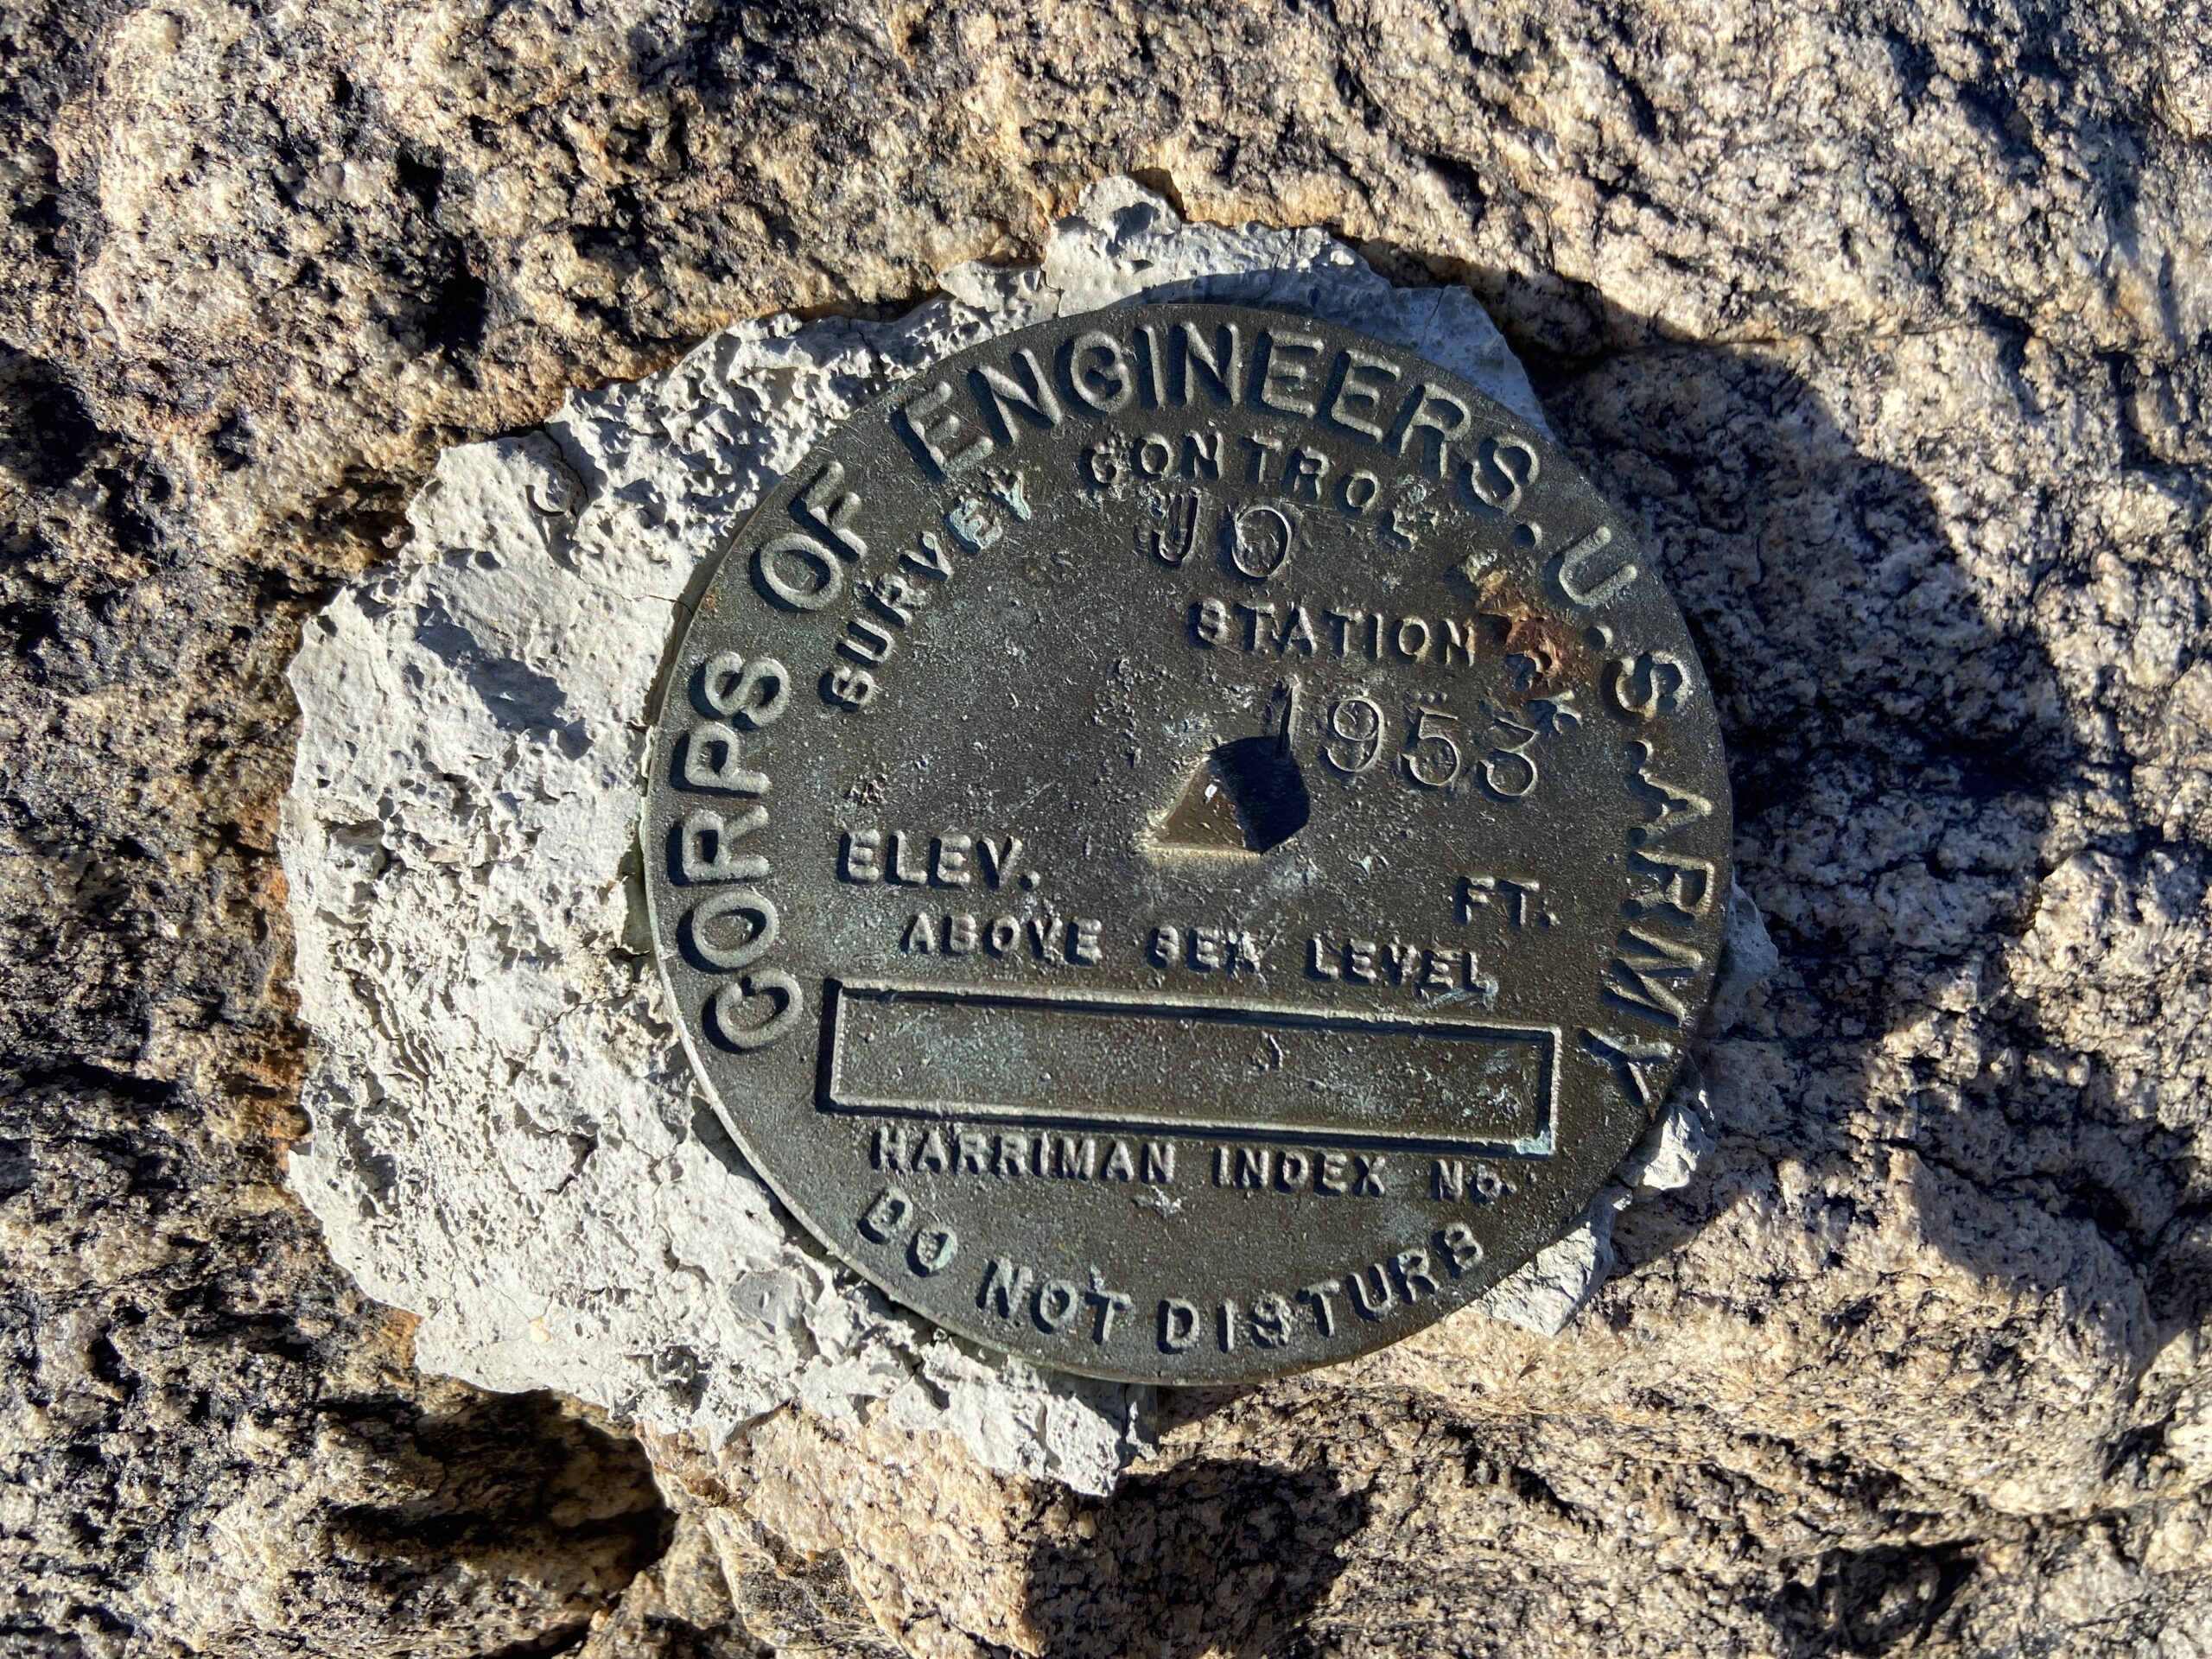 CORPS OF ENGINEERS. U.S. ARMY
SURVEY CONTROL
JO
STATION
1953
ELEV. FT.
ABOVE SEA LEVEL
HARRIMAN INDEX No.
DO NOT DISTURB